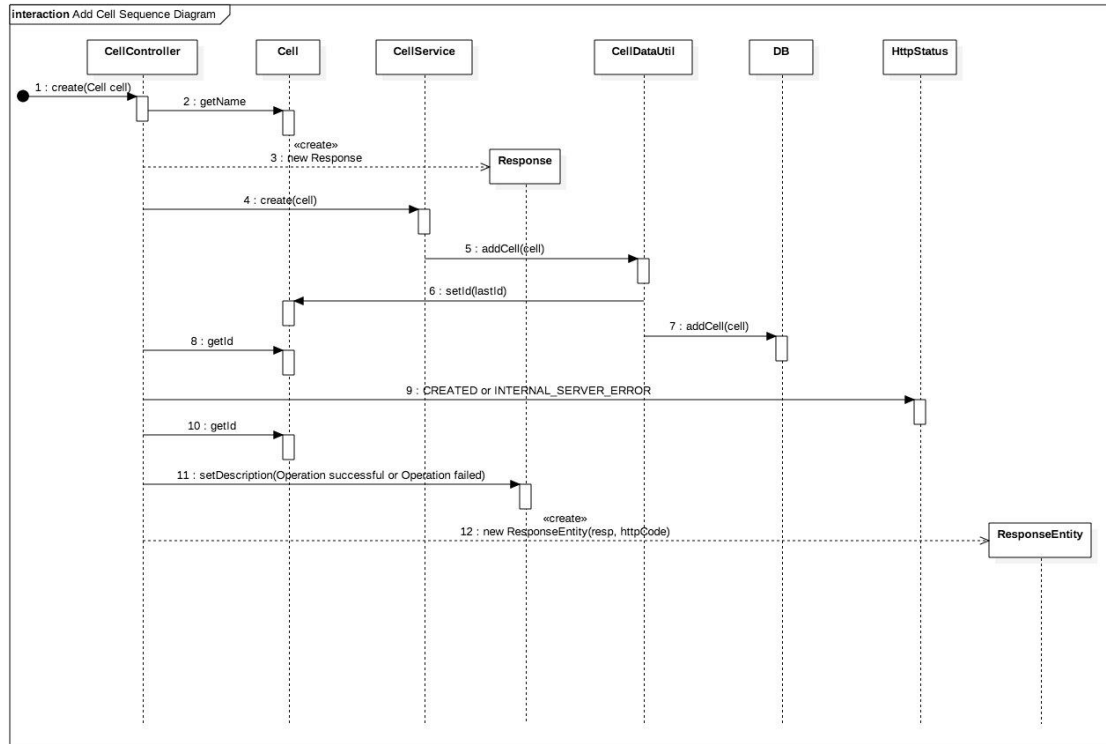 interaction Add Cell Sequence Diagram
CellController
Cell
CellService
CellDataUtil
DB
HttpStatus
1 : create(Cell cell)
2 : getName
«create»
3 : new Response
Response
4 : create(cell)
5 : addCell(cell)
6 : setId(lastId)
7 : addCell(cell)
8 : getId
9 : CREATED or INTERNAL_SERVER_ERROR
10 : getId
11 : setDescription(Operation successful or Operation failed)
«create»
12 : new ResponseEntity(resp, httpCode)
ResponseEntity